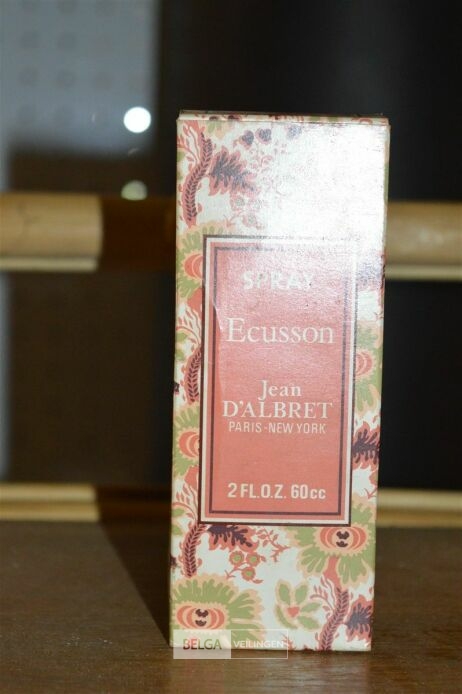 SPRAY
Ecusson
Jean
D'ALBRET
PARIS-NEW YORK
2 FL.O.Z. 60cc
BELGA VEILINGEN